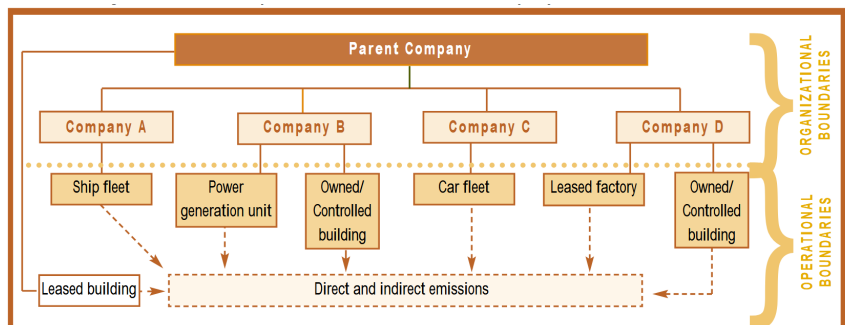 Parent Company
ORGANIZATIONAL
BOUNDARIES
Company A
Company B
Company C
Company D
Ship fleet
Power
generation unit
Owned/
Controlled
building
Car fleet
Leased factory
Owned/
Controlled
building
OPERATIONAL
BOUNDARIES
Leased building
Direct and indirect emissions